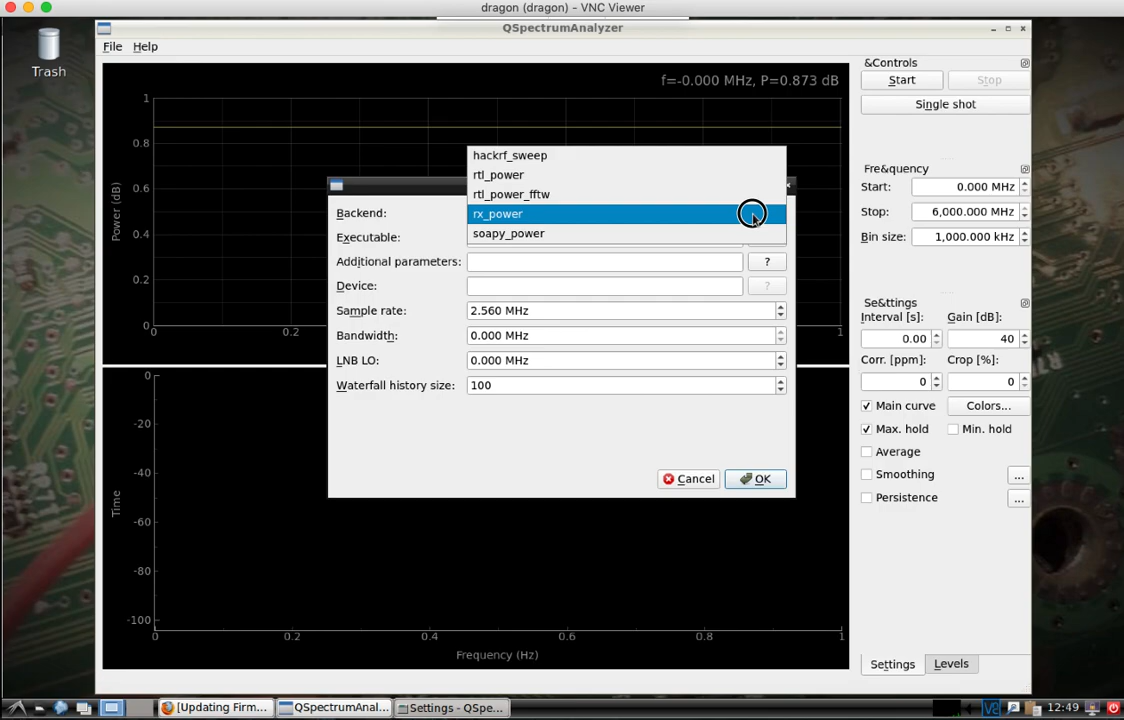 dragon (dragon) – VNC Viewer
QSpectrumAnalyzer
File Help
Trash
f=-0.000 MHz, P=0.873 dB
Power (dB)
1
0.8
0.6
0.4
0.2
0
0 0.2 1
hackrf_sweep
rtl_power
rtl_power_fftw
rx_power
soapy_power
Backend:
Executable:
Additional parameters: ?
Device: ?
Sample rate: 2.560 MHz
Bandwidth: 0.000 MHz
LNB LO: 0.000 MHz
Waterfall history size: 100
Cancel OK
Time
0
-20
-40
-60
-80
-100
0 0.2 0.4 0.6 0.8 1
Frequency (Hz)
&Controls
Start Stop
Single shot
Fre&quency
Start: 0.000 MHz
Stop: 6,000.000 MHz
Bin size: 1,000.000 kHz
Se&ttings
Interval [s]: Gain [dB]:
0.00 40
Corr. [ppm]: Crop [%]:
0 0
Main curve Colors...
Max. hold Min. hold
Average
Smoothing ...
Persistence ...
Settings Levels
[Updating Firm... QSpectrumAnal... Settings - QSpe... 12:49